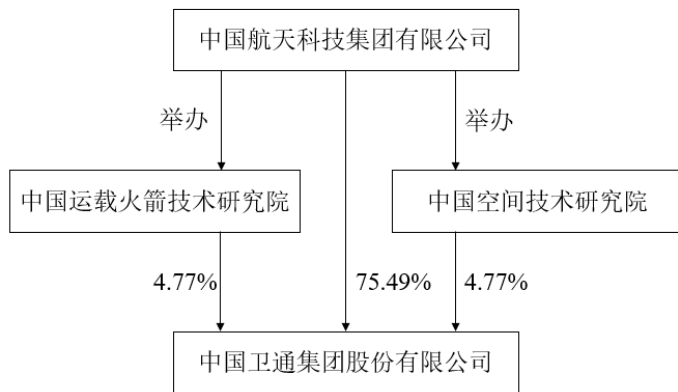 中国航天科技集团有限公司
举办
举办
中国运载火箭技术研究院
中国空间技术研究院
4.77%
75.49%
4.77%
中国卫通集团股份有限公司